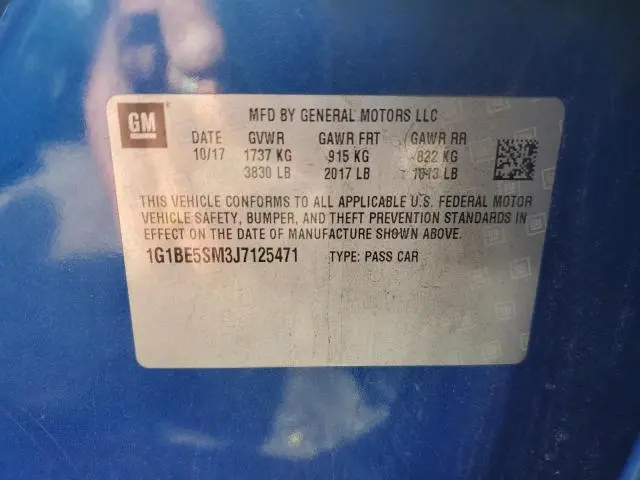 GM
MFD BY GENERAL MOTORS LLC
DATE GVWR GAWR FRT GAWR RR
10/17 1737 KG 915 KG 822 KG
3830 LB 2017 LB 1813 LB
THIS VEHICLE CONFORMS TO ALL APPLICABLE U.S. FEDERAL MOTOR
VEHICLE SAFETY, BUMPER, AND THEFT PREVENTION STANDARDS IN
EFFECT ON THE DATE OF MANUFACTURE SHOWN ABOVE.
1G1BE5SM3J7125471 TYPE: PASS CAR